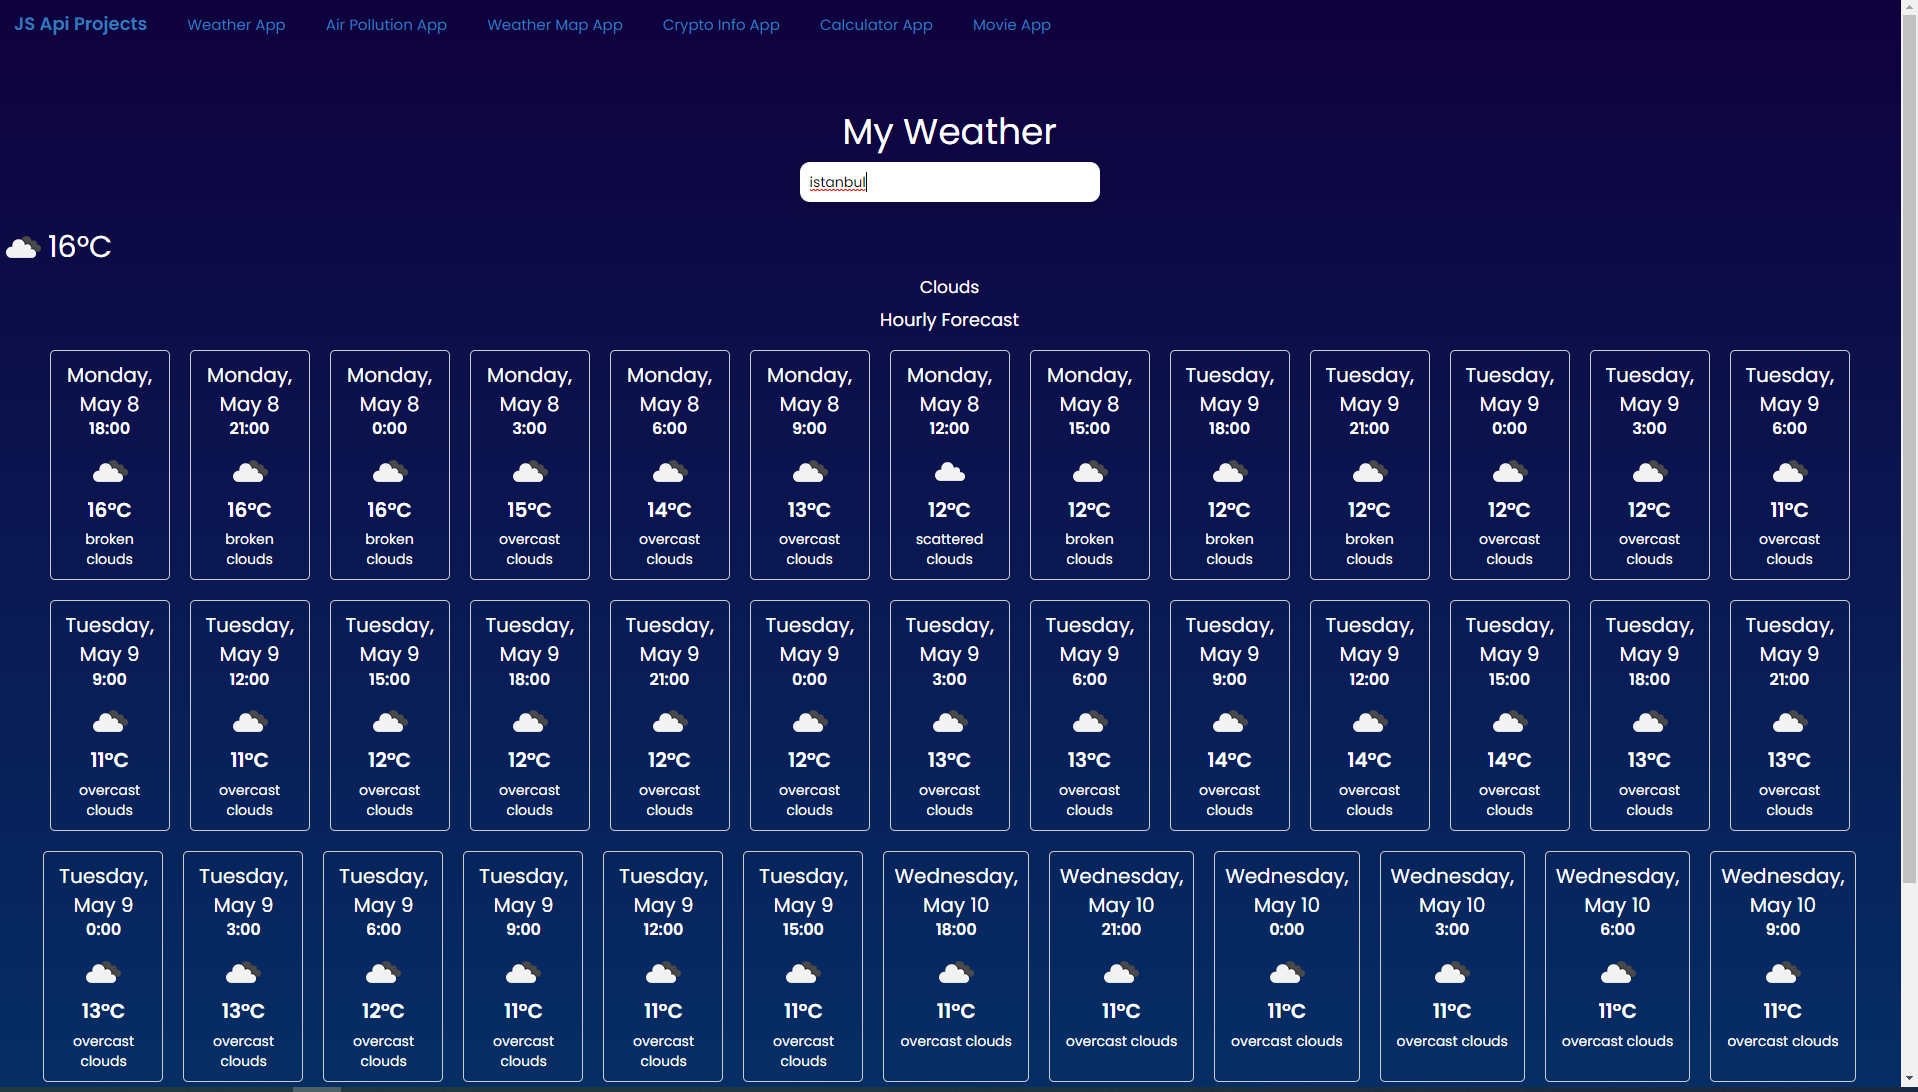 JS Api Projects Weather App Air Pollution App Weather Map App Crypto Info App Calculator App Movie App
My Weather
istanbul
16°C
Clouds
Hourly Forecast
Monday, Monday, Monday, Monday, Monday, Monday, Monday, Monday, Tuesday, Tuesday, Tuesday, Tuesday, Tuesday,
May 8 May 8 May 8 May 8 May 8 May 8 May 8 May 8 May 9 May 9 May 9 May 9 May 9
18:00 21:00 0:00 3:00 6:00 9:00 12:00 15:00 18:00 21:00 0:00 3:00 6:00
16°C 16°C 16°C 15°C 14°C 13°C 12°C 12°C 12°C 12°C 12°C 12°C 11°C
broken broken broken overcast overcast overcast scattered broken broken broken overcast overcast overcast
clouds clouds clouds clouds clouds clouds clouds clouds clouds clouds clouds clouds clouds
Tuesday, Tuesday, Tuesday, Tuesday, Tuesday, Tuesday, Tuesday, Tuesday, Tuesday, Tuesday, Tuesday, Tuesday, Tuesday,
May 9 May 9 May 9 May 9 May 9 May 9 May 9 May 9 May 9 May 9 May 9 May 9 May 9
9:00 12:00 15:00 18:00 21:00 0:00 3:00 6:00 9:00 12:00 15:00 18:00 21:00
11°C 11°C 12°C 12°C 12°C 12°C 13°C 13°C 14°C 14°C 14°C 13°C 13°C
overcast overcast overcast overcast overcast overcast overcast overcast overcast overcast overcast overcast overcast
clouds clouds clouds clouds clouds clouds clouds clouds clouds clouds clouds clouds clouds
Tuesday, Tuesday, Tuesday, Tuesday, Tuesday, Tuesday, Wednesday, Wednesday, Wednesday, Wednesday, Wednesday, Wednesday,
May 9 May 9 May 9 May 9 May 9 May 9 May 10 May 10 May 10 May 10 May 10 May 10
0:00 3:00 6:00 9:00 12:00 15:00 18:00 21:00 0:00 3:00 6:00 9:00
13°C 13°C 12°C 11°C 11°C 11°C 11°C 11°C 11°C 11°C 11°C 11°C
overcast overcast overcast overcast overcast overcast overcast clouds overcast clouds overcast clouds overcast clouds overcast clouds overcast clouds
clouds clouds clouds clouds clouds clouds